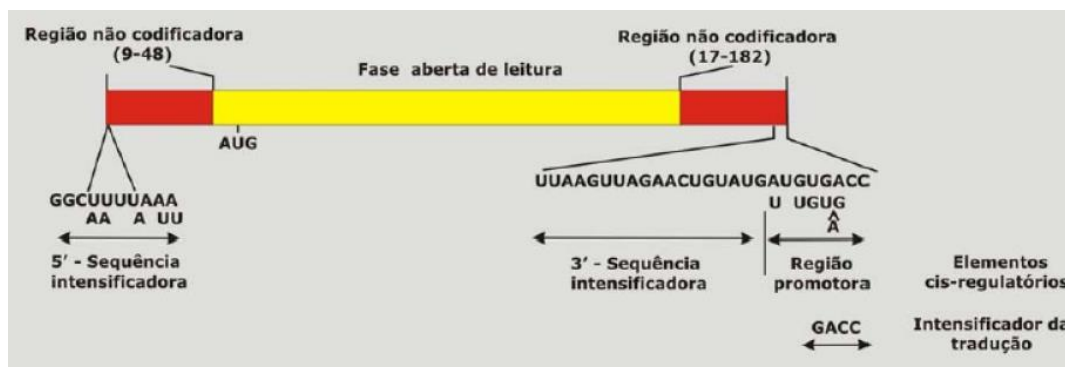 Região não codificadora
(9-48)
Fase aberta de leitura
Região não codificadora
(17-182)
AUG
GGCUUUUAAA
AA A UU
5' - Sequência
intensificadora
UUAAGUUAGAACUGUAUGAUGUGACC
U UGUG
A
3' - Sequência
intensificadora
Região
promotora
Elementos
cis-regulatórios
GACC
Intensificador da
tradução